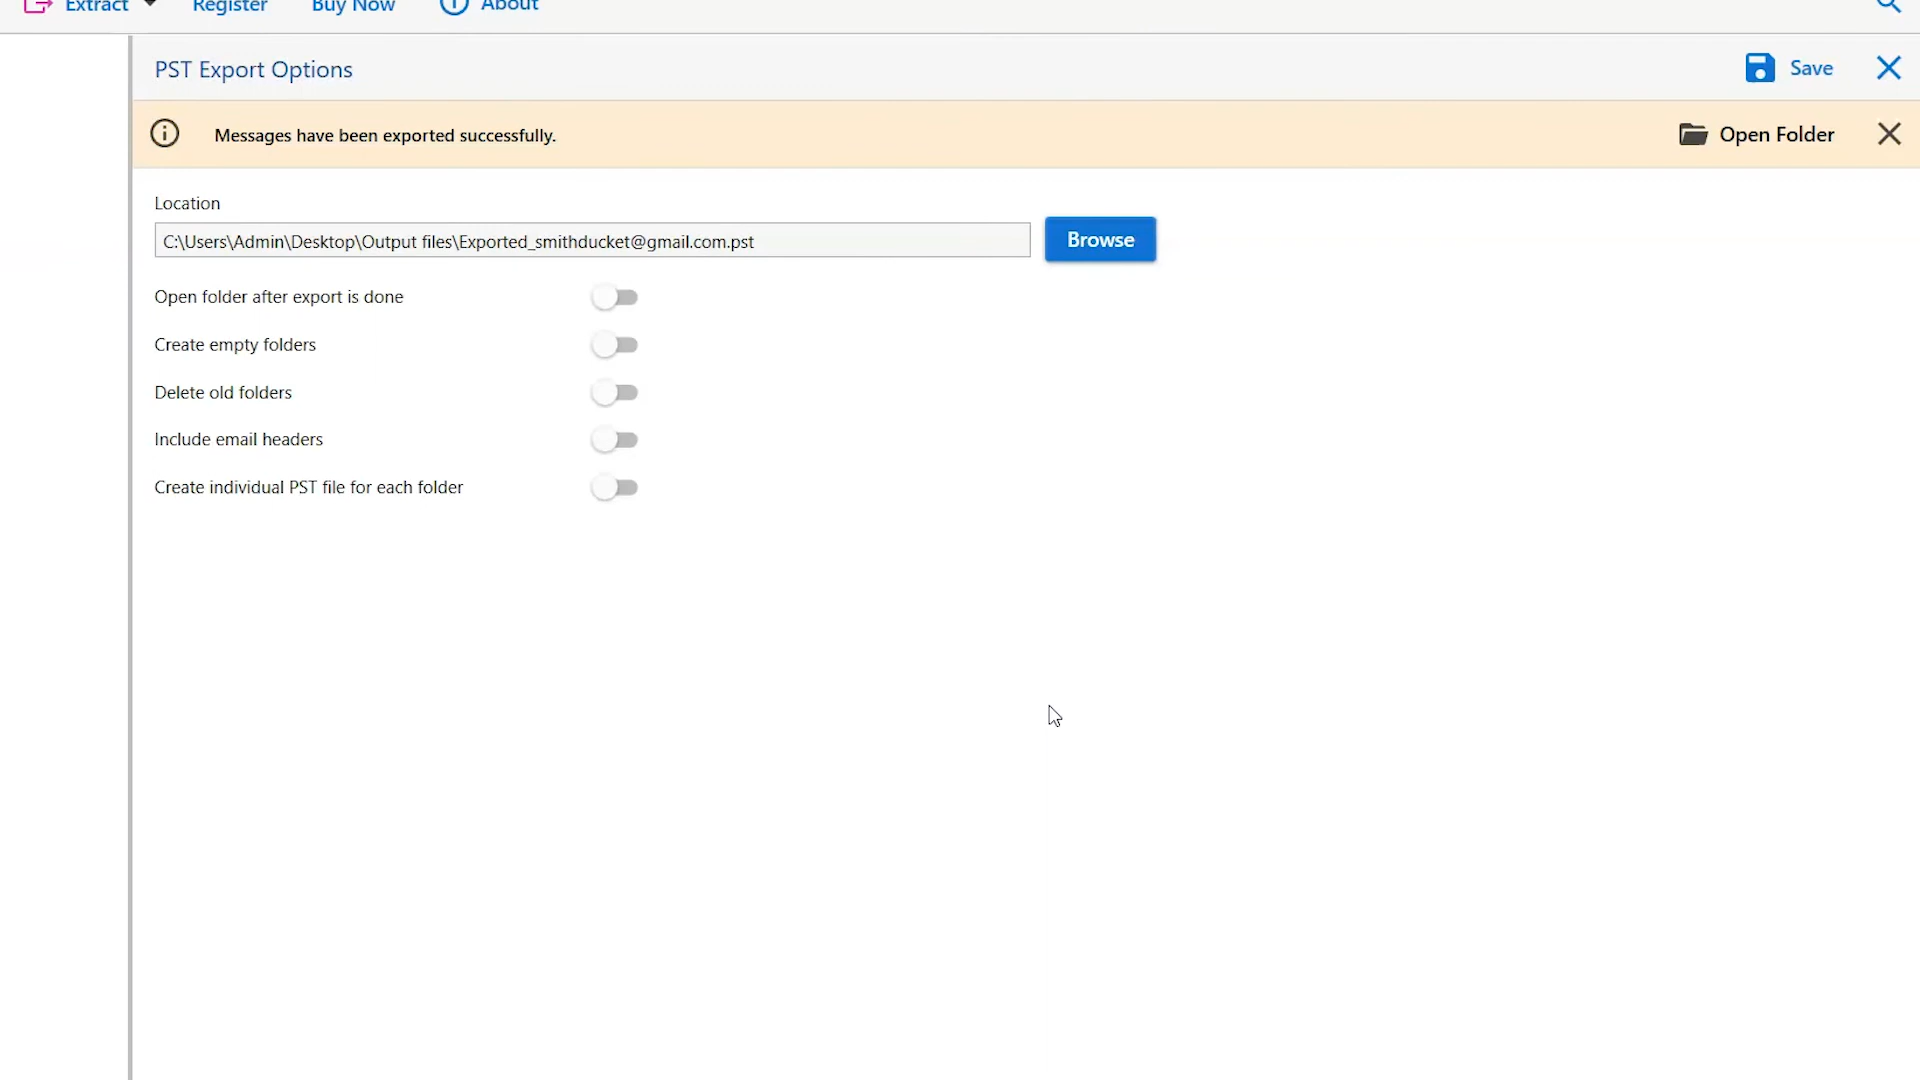 Extract Register Buy Now About
PST Export Options
Save
Messages have been exported successfully.
Open Folder
Location
C:\Users\Admin\Desktop\Output files\Exported_smithducket@gmail.com.pst
Browse
Open folder after export is done
Create empty folders
Delete old folders
Include email headers
Create individual PST file for each folder